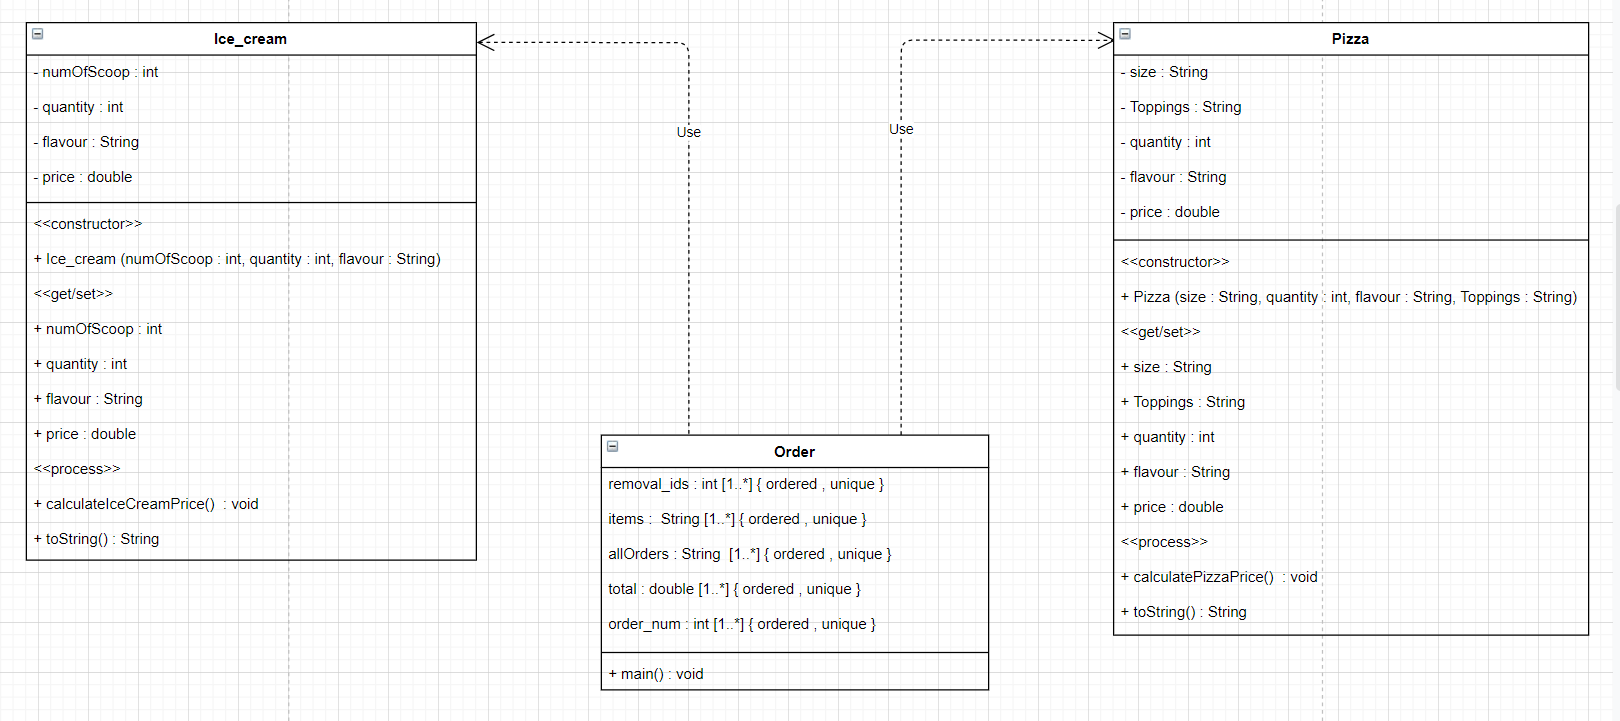 Ice_cream
- numOfScoop : int
- quantity : int
- flavour : String
- price : double
<<constructor>>
+ Ice_cream (numOfScoop : int, quantity : int, flavour : String)
<<get/set>>
+ numOfScoop : int
+ quantity : int
+ flavour : String
+ price : double
<<process>>
+ calculateIceCreamPrice()  : void
+ toString() : String
Use
Use
Order
removal_ids : int [1..*] { ordered , unique }
items :  String [1..*] { ordered , unique }
allOrders : String  [1..*] { ordered , unique }
total : double [1..*] { ordered , unique }
order_num : int [1..*] { ordered , unique }
+ main() : void
Pizza
- size : String
- Toppings : String
- quantity : int
- flavour : String
- price : double
<<constructor>>
+ Pizza (size : String, quantity : int, flavour : String, Toppings : String)
<<get/set>>
+ size : String
+ Toppings : String
+ quantity : int
+ flavour : String
+ price : double
<<process>>
+ calculatePizzaPrice()  : void
+ toString() : String